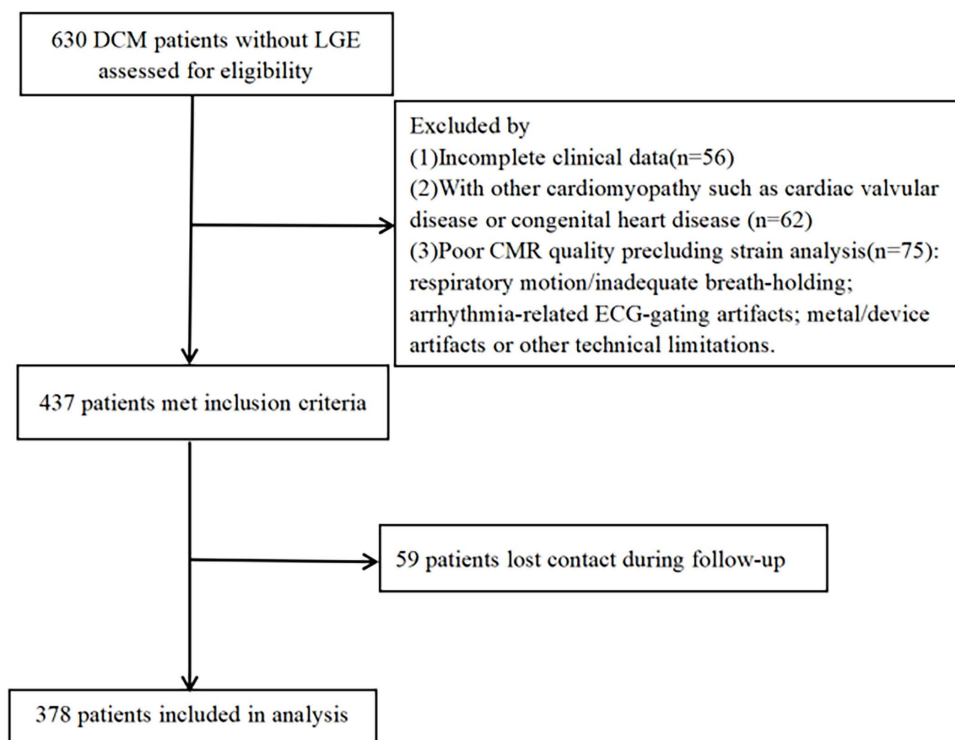 630 DCM patients without LGE
assessed for eligibility
Excluded by
(1)Incomplete clinical data(n=56)
(2)With other cardiomyopathy such as cardiac valvular
disease or congenital heart disease (n=62)
(3)Poor CMR quality precluding strain analysis(n=75):
respiratory motion/inadequate breath-holding;
arrhythmia-related ECG-gating artifacts; metal/device
artifacts or other technical limitations.
437 patients met inclusion criteria
59 patients lost contact during follow-up
378 patients included in analysis